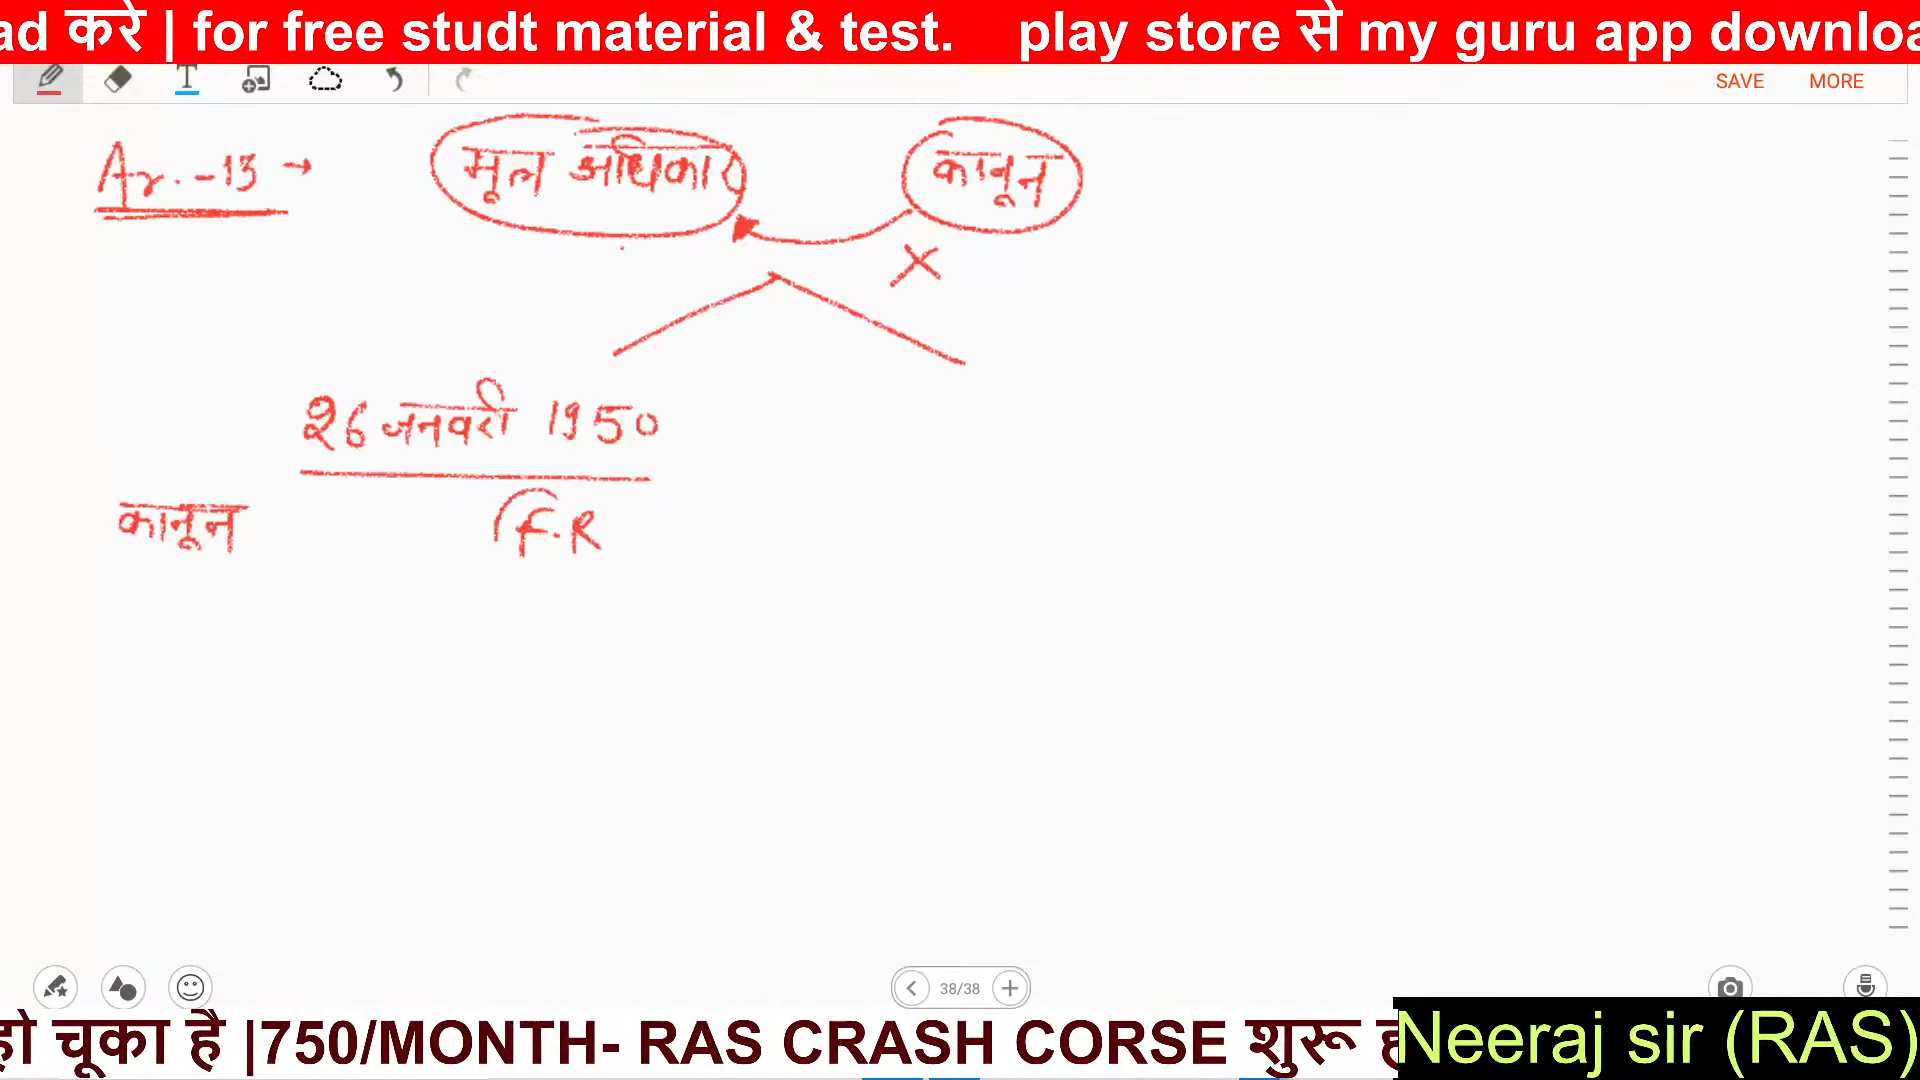 ad करे | for free studt material & test. play store से my guru app downloa
T SAVE MORE
Ar.-13 → मूल अधिकार कानून
X
26 जनवरी 1950
कानून (F.R
38/38
हो चूका है |750/MONTH- RAS CRASH CORSE शुरू ह
Neeraj sir (RAS)